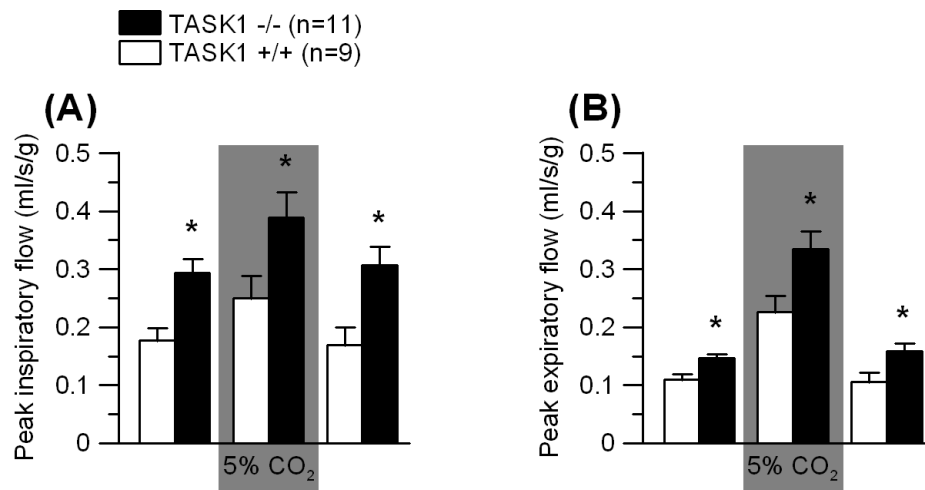 TASK1 -/- (n=11)
TASK1 +/+ (n=9)
(A)
Peak inspiratory flow (ml/s/g)
0.5
0.4
0.3
0.2
0.1
0
*
*
*
5% CO₂
(B)
Peak expiratory flow (ml/s/g)
0.5
0.4
0.3
0.2
0.1
0
*
*
*
5% CO₂